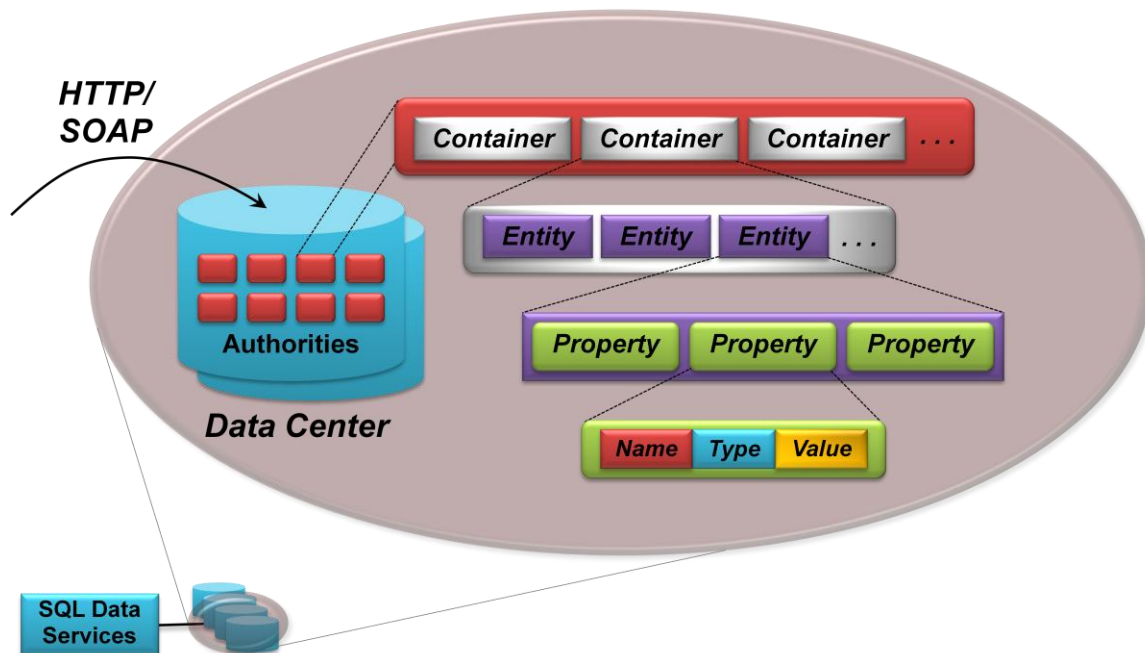 HTTP/
SOAP
Container Container Container ...
Entity Entity Entity ...
Authorities
Property Property Property
Data Center
Name Type Value
SQL Data
Services